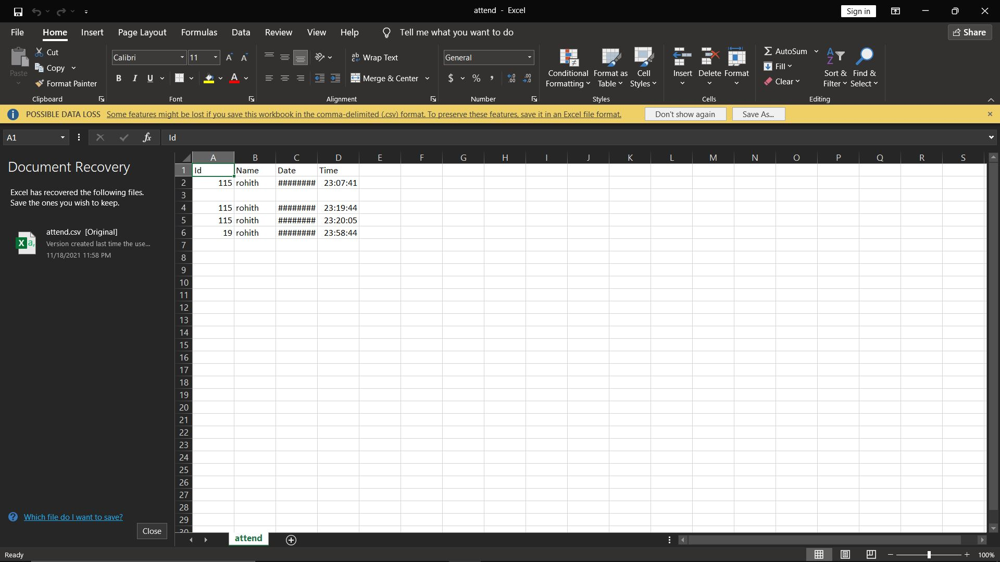 attend - Excel
Sign in
File Home Insert Page Layout Formulas Data Review View Help Tell me what you want to do Share
Paste
Cut
Copy
Format Painter
Clipboard
Calibri 11
B I U
Font
Wrap Text
Merge & Center
Alignment
General
$ % ,
Number
Conditional Formatting
Format as Table
Cell Styles
Styles
Insert Delete Format
Cells
AutoSum
Fill
Clear
Sort & Filter
Find & Select
Editing
POSSIBLE DATA LOSS Some features might be lost if you save this workbook in the comma-delimited (.csv) format. To preserve these features, save it in an Excel file format. Don't show again Save As...
A1 fx Id
Document Recovery
Excel has recovered the following files.
Save the ones you wish to keep.
attend.csv [Original]
Version created last time the use...
11/18/2021 11:58 PM
Which file do I want to save?
Close
A B C D E F G H I J K L M N O P Q R S
1 Id Name Date Time
2 115 rohith ######## 23:07:41
3
4 115 rohith ######## 23:19:44
5 115 rohith ######## 23:20:05
6 19 rohith ######## 23:58:44
7
8
9
10
11
12
13
14
15
16
17
18
19
20
21
22
23
24
25
26
27
28
29
30
attend
Ready
100%